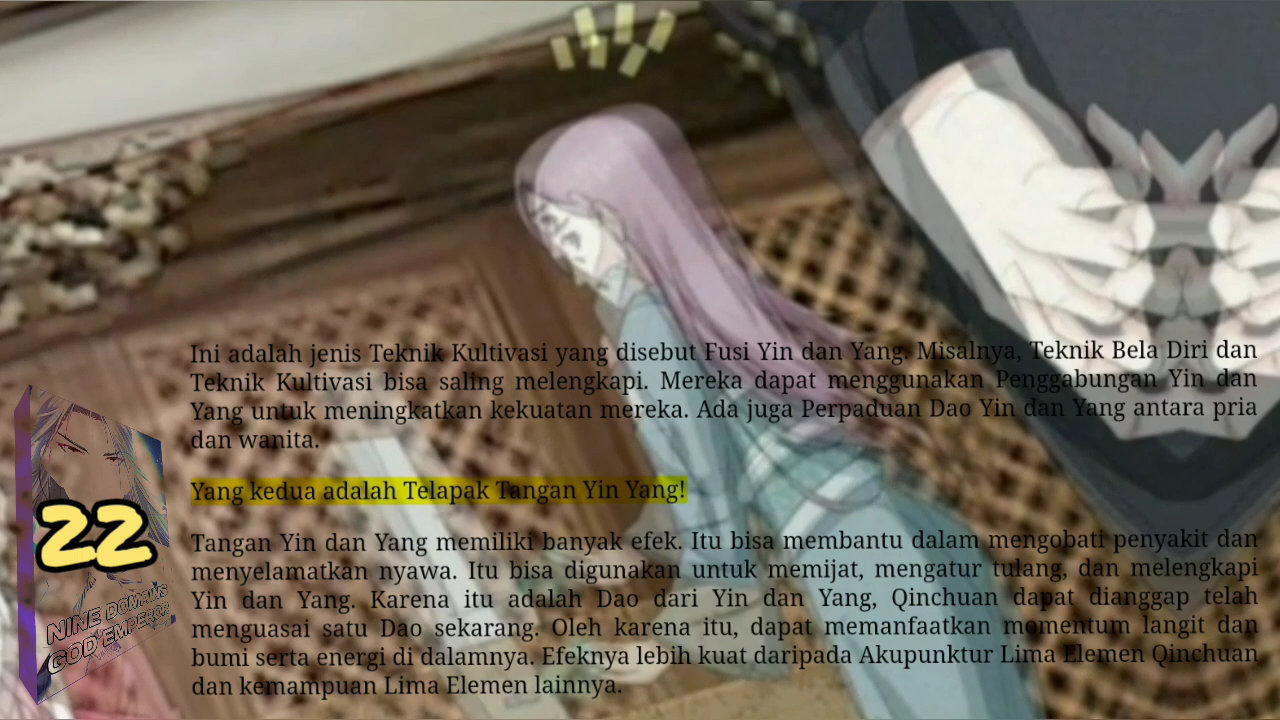 Ini adalah jenis Teknik Kultivasi yang disebut Fusi Yin dan Yang. Misalnya, Teknik Bela Diri dan
Teknik Kultivasi bisa saling melengkapi. Mereka dapat menggunakan Penggabungan Yin dan
Yang untuk meningkatkan kekuatan mereka. Ada juga Perpaduan Dao Yin dan Yang antara pria
dan wanita.
Yang kedua adalah Telapak Tangan Yin Yang!
Tangan Yin dan Yang memiliki banyak efek. Itu bisa membantu dalam mengobati penyakit dan
menyelamatkan nyawa. Itu bisa digunakan untuk memijat, mengatur tulang, dan melengkapi
Yin dan Yang. Karena itu adalah Dao dari Yin dan Yang, Qinchuan dapat dianggap telah
menguasai satu Dao sekarang. Oleh karena itu, dapat memanfaatkan momentum langit dan
bumi serta energi di dalamnya. Efeknya lebih kuat daripada Akupunktur Lima Elemen Qinchuan
dan kemampuan Lima Elemen lainnya.
22
NINE DOMAINS
GOD EMPEROR